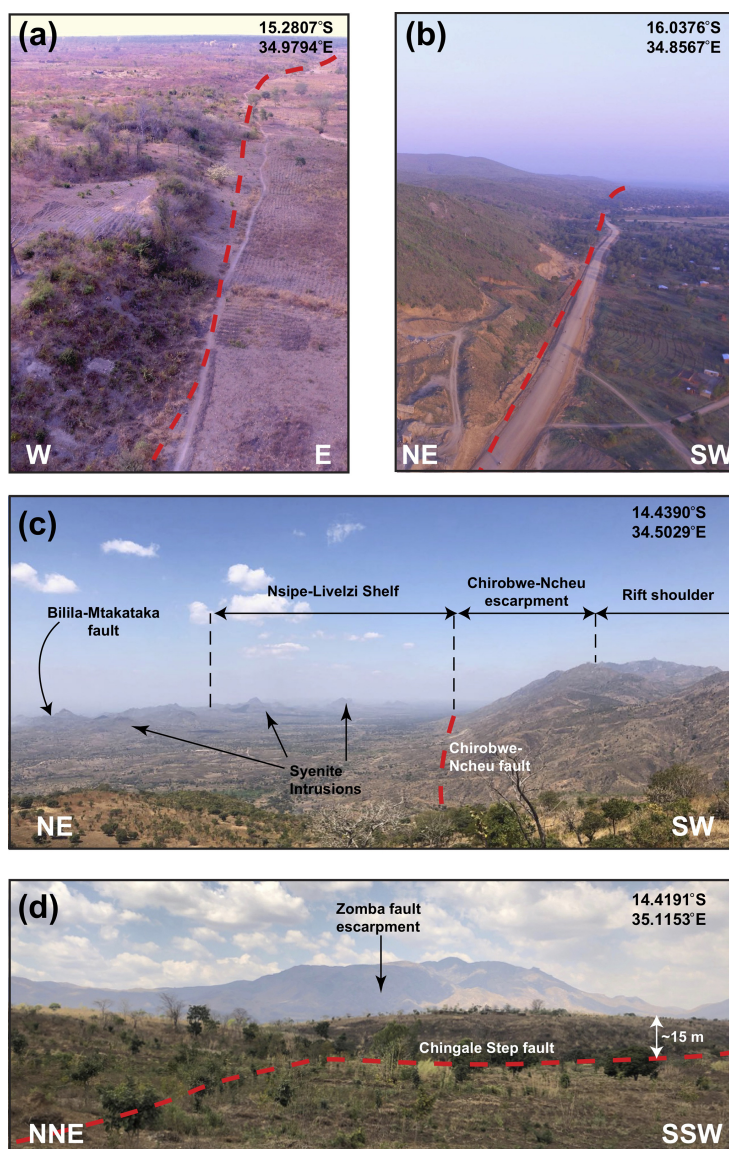 (a)
15.2807°S
34.9794°E
W
E
(b)
16.0376°S
34.8567°E
NE
SW
(c)
14.4390°S
34.5029°E
Nsipe-Livelzi Shelf
Chirobwe-Ncheu
escarpment
Rift shoulder
Bilila-Mtakataka
fault
Syenite
Intrusions
Chirobwe-
Ncheu fault
NE
SW
(d)
14.4191°S
35.1153°E
Zomba fault
escarpment
~15 m
Chingale Step fault
NNE
SSW